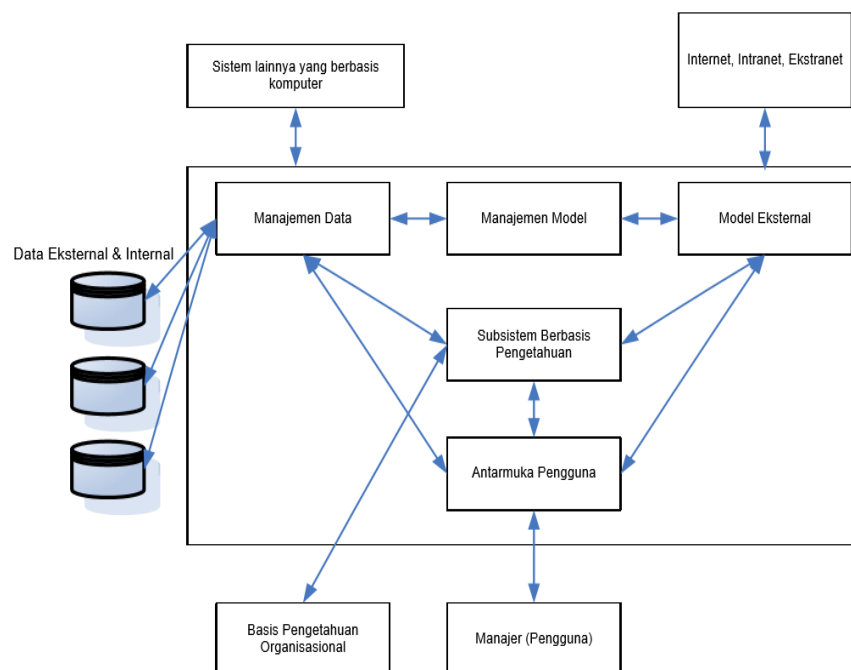 Sistem lainnya yang berbasis
komputer
Internet, Intranet, Ekstranet
Manajemen Data
Manajemen Model
Model Eksternal
Data Eksternal & Internal
Subsistem Berbasis
Pengetahuan
Antarmuka Pengguna
Basis Pengetahuan
Organisasional
Manajer (Pengguna)